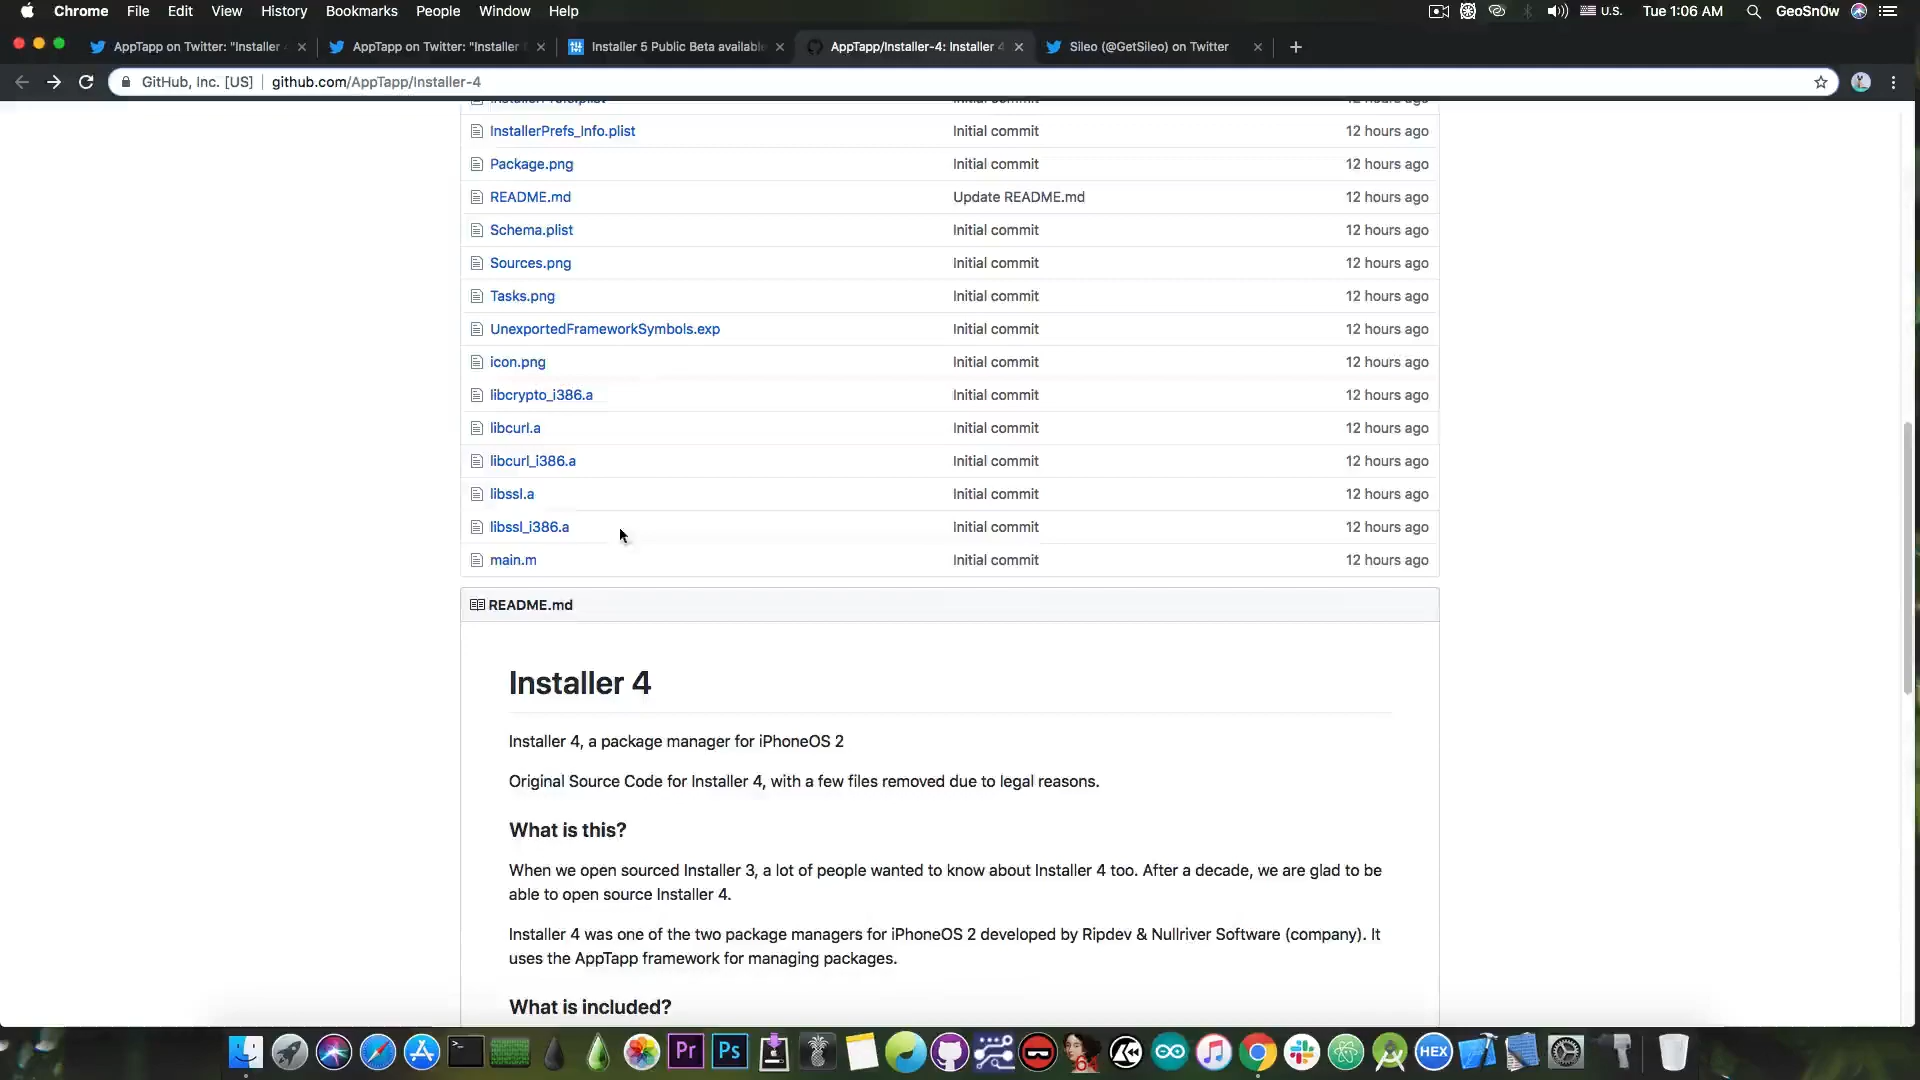 Chrome File Edit View History Bookmarks People Window Help U.S. Tue 1:06 AM GeoSn0w
AppTapp on Twitter: "Installer AppTapp on Twitter: "Installer Installer 5 Public Beta available AppTapp/Installer-4: Installer 4 Sileo (@GetSileo) on Twitter
GitHub, Inc. [US] | github.com/AppTapp/Installer-4
InstallerPrefs_Info.plist Initial commit 12 hours ago
Package.png Initial commit 12 hours ago
README.md Update README.md 12 hours ago
Schema.plist Initial commit 12 hours ago
Sources.png Initial commit 12 hours ago
Tasks.png Initial commit 12 hours ago
UnexportedFrameworkSymbols.exp Initial commit 12 hours ago
icon.png Initial commit 12 hours ago
libcrypto_i386.a Initial commit 12 hours ago
libcurl.a Initial commit 12 hours ago
libcurl_i386.a Initial commit 12 hours ago
libssl.a Initial commit 12 hours ago
libssl_i386.a Initial commit 12 hours ago
main.m Initial commit 12 hours ago
README.md
Installer 4
Installer 4, a package manager for iPhoneOS 2
Original Source Code for Installer 4, with a few files removed due to legal reasons.
What is this?
When we open sourced Installer 3, a lot of people wanted to know about Installer 4 too. After a decade, we are glad to be
able to open source Installer 4.
Installer 4 was one of the two package managers for iPhoneOS 2 developed by Ripdev & Nullriver Software (company). It
uses the AppTapp framework for managing packages.
What is included?
Pr Ps 64 HEX